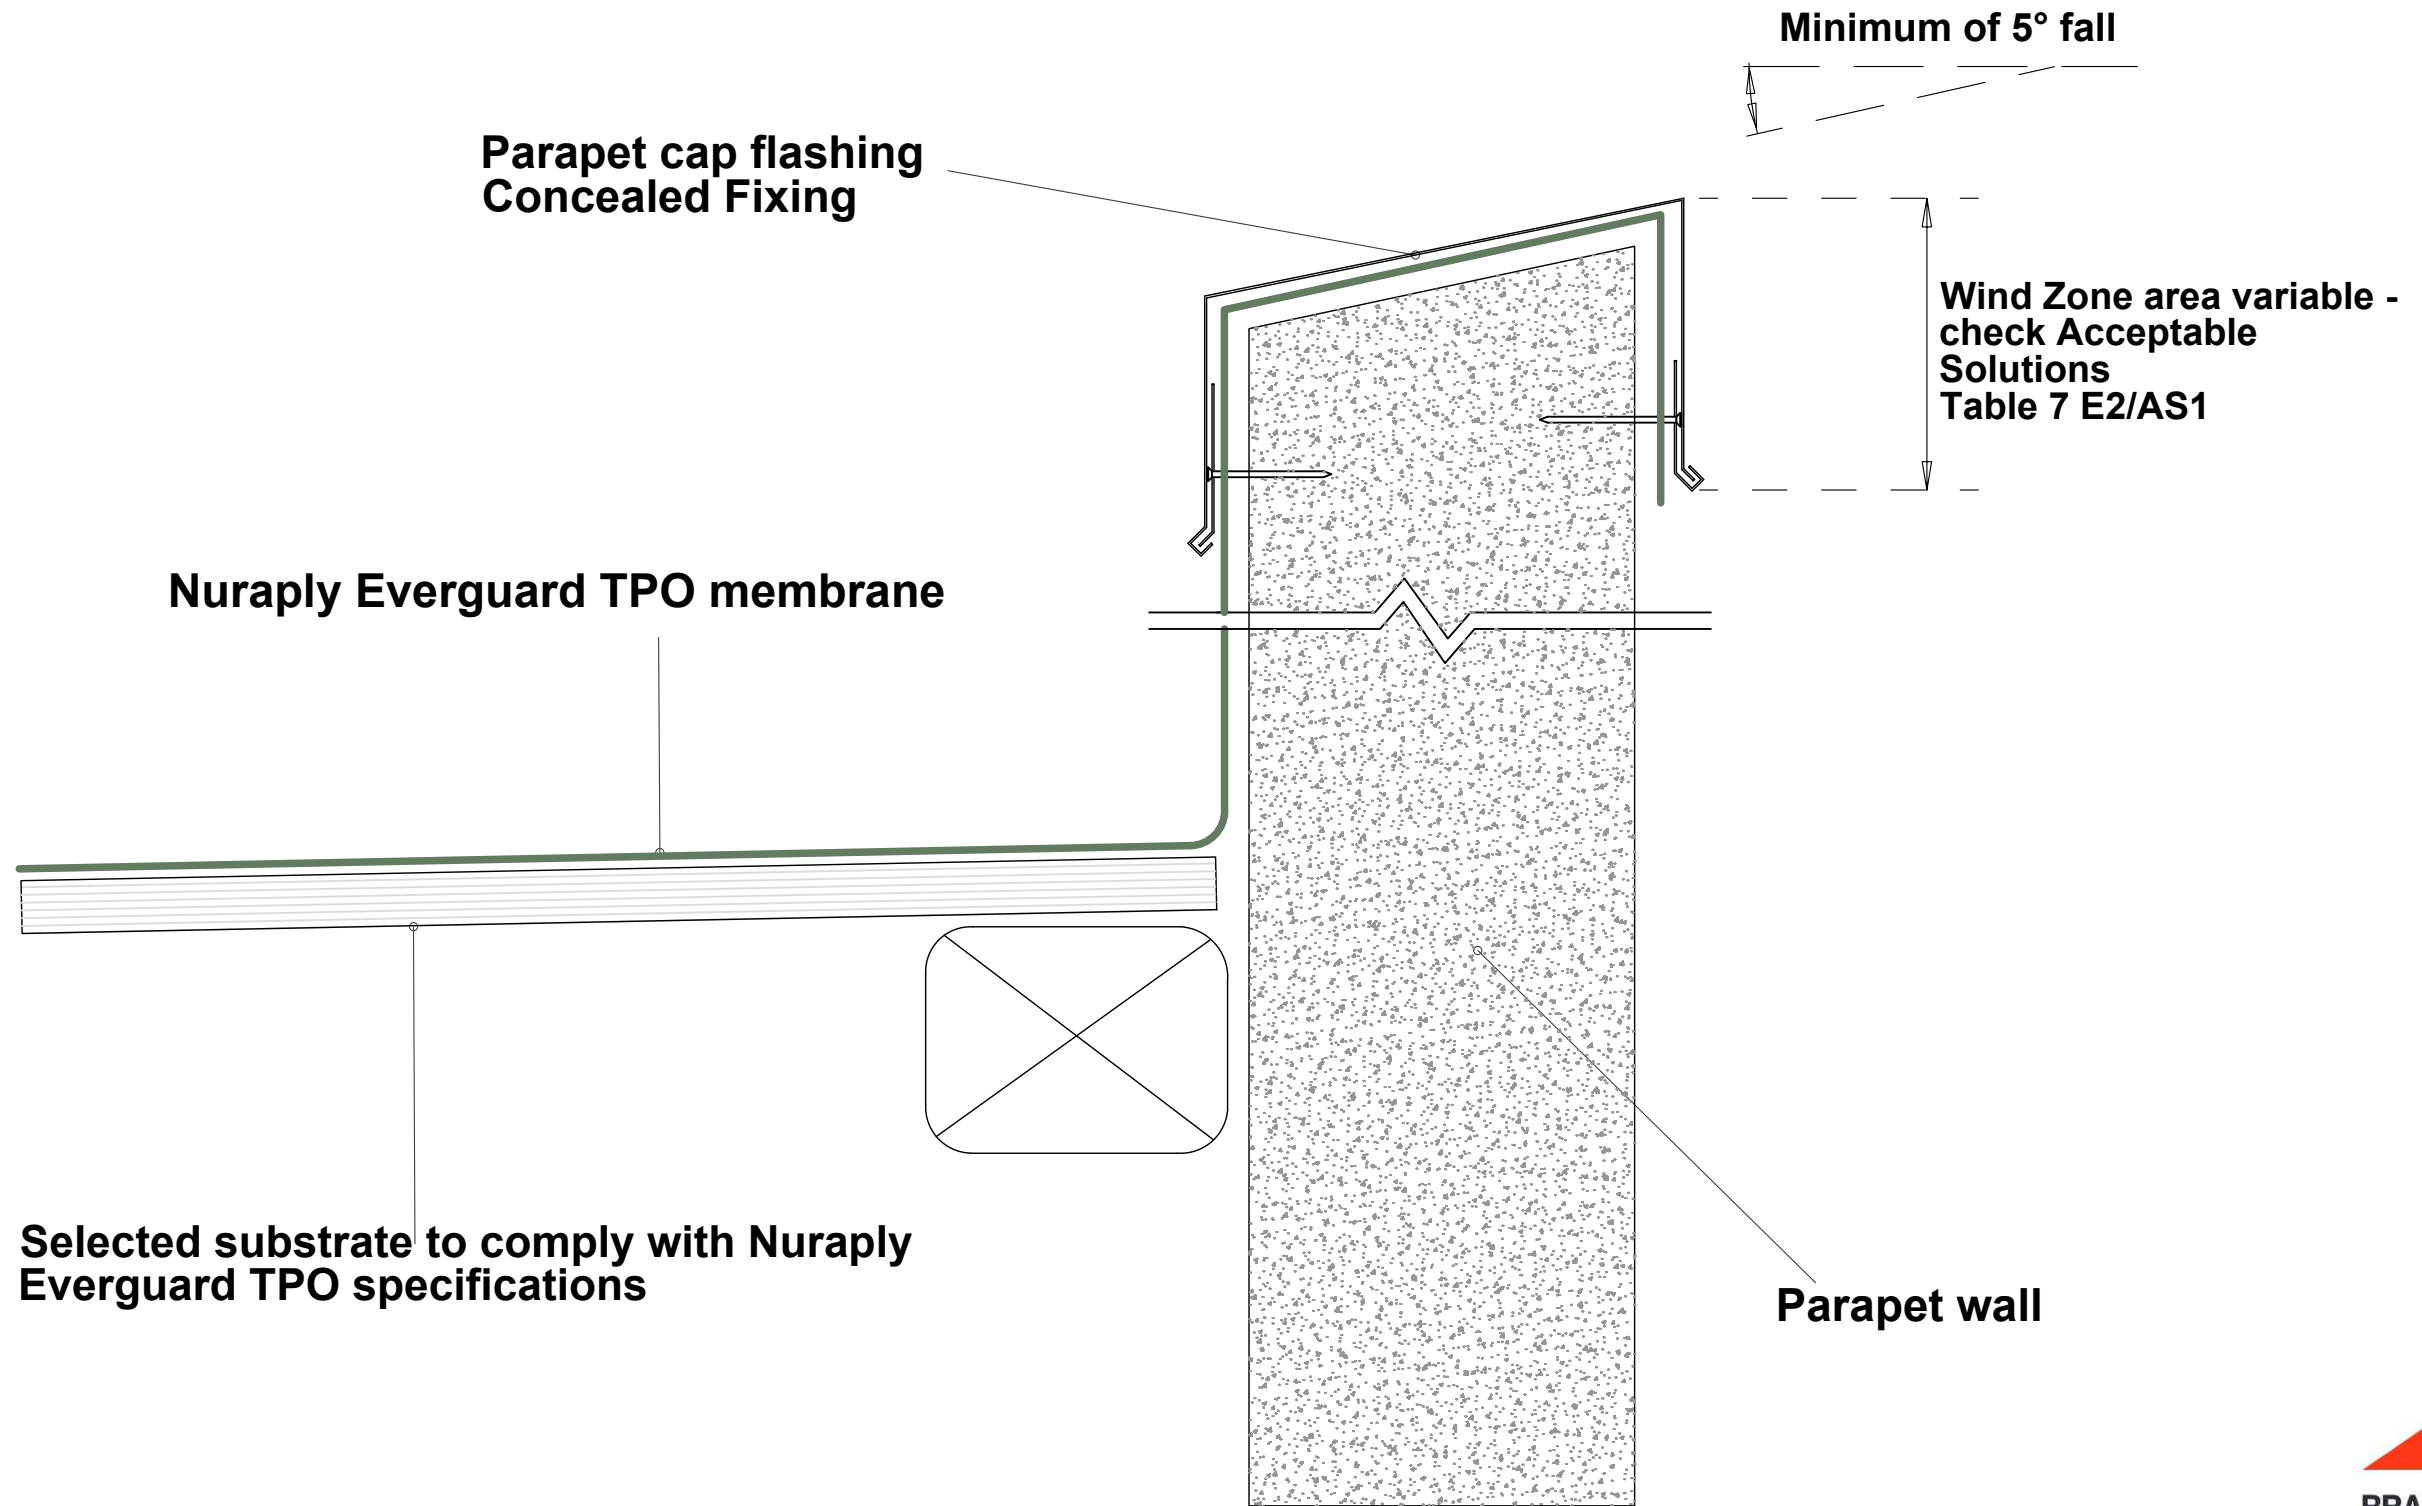 Minimum of 5° fall
Parapet cap flashing
Concealed Fixing
Wind Zone area variable -
check Acceptable
Solutions
Table 7 E2/AS1
Nuraply Everguard TPO membrane
Selected substrate to comply with Nuraply
Everguard TPO specifications
Parapet wall